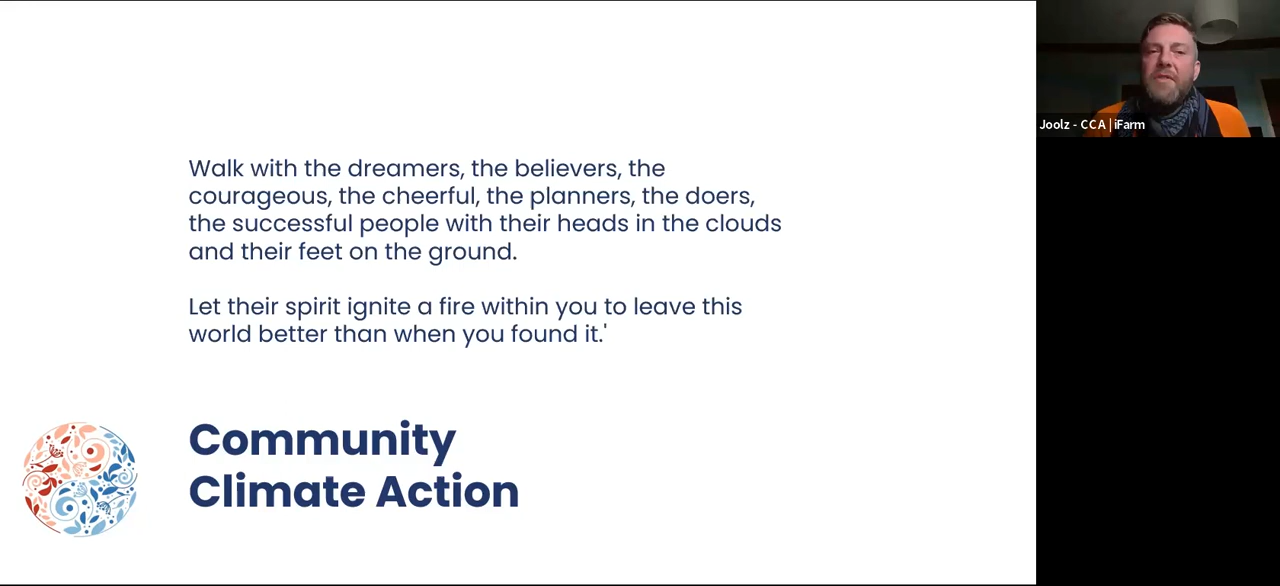 Walk with the dreamers, the believers, the
courageous, the cheerful, the planners, the doers,
the successful people with their heads in the clouds
and their feet on the ground.
Let their spirit ignite a fire within you to leave this
world better than when you found it.'
Community
Climate Action
Joolz - CCA | iFarm